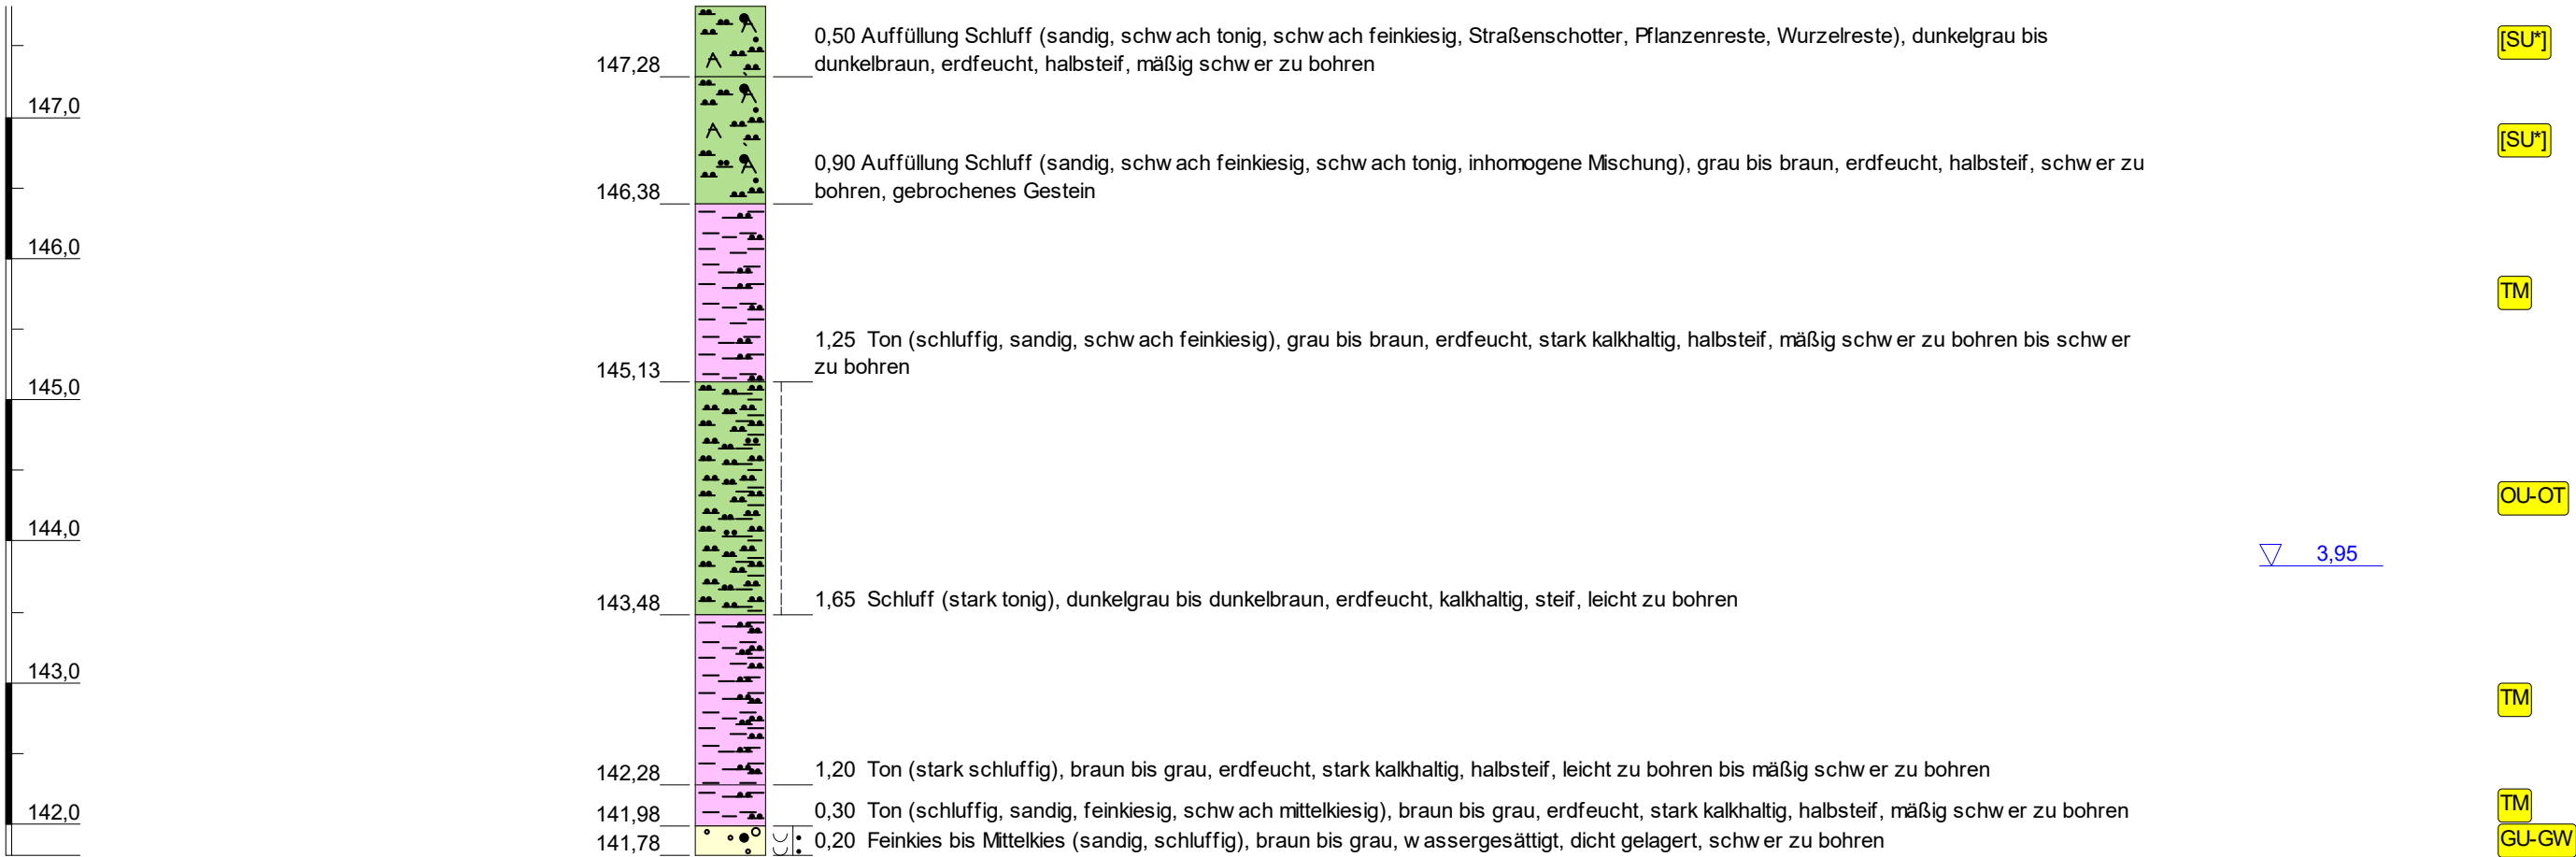 0,50 Auffüllung Schluff (sandig, schwach tonig, schwach feinkiesig, Straßenschotter, Pflanzenreste, Wurzelreste), dunkelgrau bis
[SU*]
147,28
dunkelbraun, erdfeucht, halbsteif, mäßig schwer zu bohren
147,0
[SU*]
0,90 Auffüllung Schluff (sandig, schwach feinkiesig, schwach tonig, inhomogene Mischung), grau bis braun, erdfeucht, halbsteif, schwer zu
146,38
bohren, gebrochenes Gestein
146,0
TM
1,25 Ton (schluffig, sandig, schwach feinkiesig), grau bis braun, erdfeucht, stark kalkhaltig, halbsteif, mäßig schwer zu bohren bis schwer
145,13
zu bohren
145,0
OU-OT
144,0
3,95
143,48
1,65 Schluff (stark tonig), dunkelgrau bis dunkelbraun, erdfeucht, kalkhaltig, steif, leicht zu bohren
143,0
TM
142,28
1,20 Ton (stark schluffig), braun bis grau, erdfeucht, stark kalkhaltig, halbsteif, leicht zu bohren bis mäßig schwer zu bohren
142,0
141,98
0,30 Ton (schluffig, sandig, feinkiesig, schwach mittelkiesig), braun bis grau, erdfeucht, stark kalkhaltig, halbsteif, mäßig schwer zu bohren
TM
141,78
0,20 Feinkies bis Mittelkies (sandig, schluffig), braun bis grau, wassergesättigt, dicht gelagert, schwer zu bohren
GU-GW